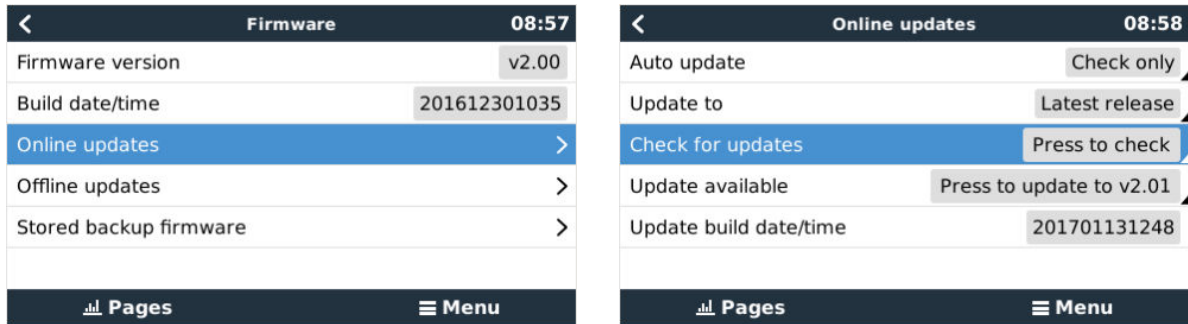 Firmware 08:57
Firmware version v2.00
Build date/time 201612301035
Online updates
Offline updates
Stored backup firmware
Pages Menu
Online updates 08:58
Auto update Check only
Update to Latest release
Check for updates Press to check
Update available Press to update to v2.01
Update build date/time 201701131248
Pages Menu